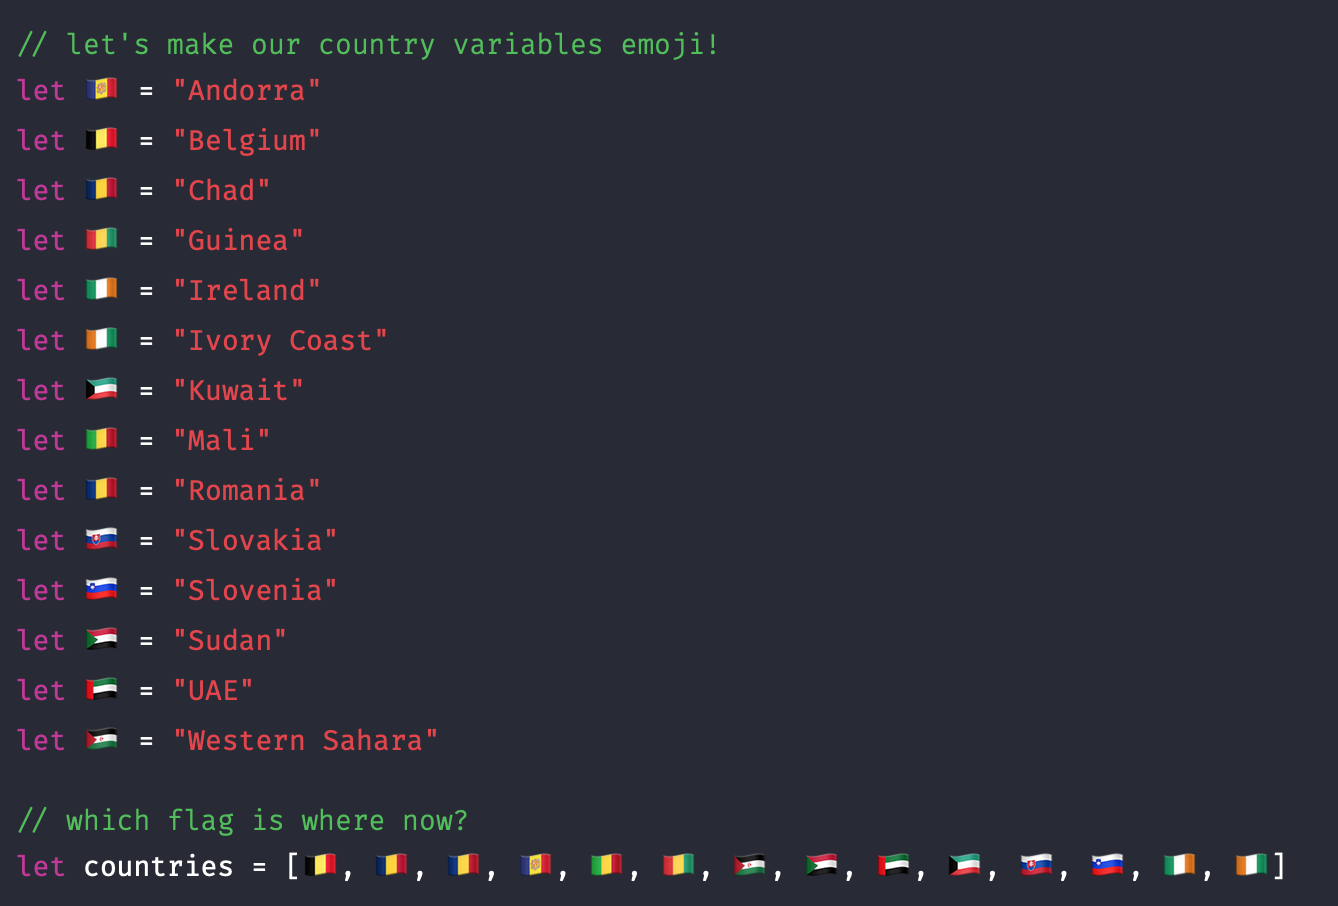 // let's make our country variables emoji!
let 🇦🇩 = "Andorra"
let 🇧🇪 = "Belgium"
let 🇹🇩 = "Chad"
let 🇬🇳 = "Guinea"
let 🇮🇪 = "Ireland"
let 🇨🇮 = "Ivory Coast"
let 🇰🇼 = "Kuwait"
let 🇲🇱 = "Mali"
let 🇷🇴 = "Romania"
let 🇸🇰 = "Slovakia"
let 🇸🇮 = "Slovenia"
let 🇸🇩 = "Sudan"
let 🇦🇪 = "UAE"
let 🇪🇭 = "Western Sahara"
// which flag is where now?
let countries = [🇧🇪, 🇹🇩, 🇷🇴, 🇦🇩, 🇲🇱, 🇬🇳, 🇪🇭, 🇸🇩, 🇦🇪, 🇰🇼, 🇸🇰, 🇸🇮, 🇮🇪, 🇨🇮]